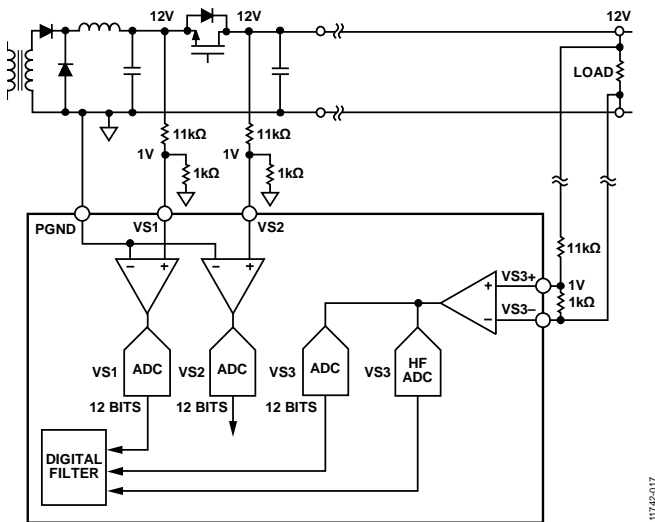 12V
12V
12V
LOAD
11kΩ
11kΩ
1V
1V
1kΩ
1kΩ
PGND
VS1
VS2
11kΩ
VS3+
1V
1kΩ
VS3–
–
+
–
+
+
–
VS1
ADC
VS2
ADC
VS3
ADC
VS3
HF
ADC
12 BITS
12 BITS
12 BITS
DIGITAL
FILTER
11742-017